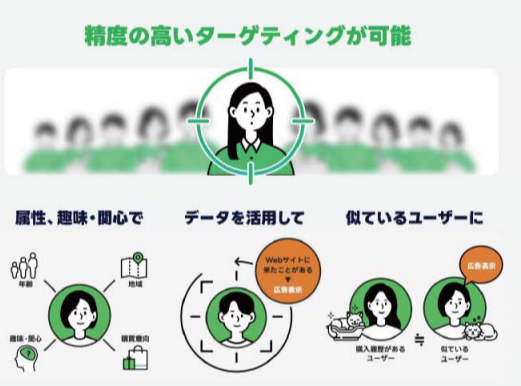 精度の高いターゲティングが可能
属性、趣味・関心で
データを活用して
似ているユーザーに
年齢
地域
趣味・関心
購買意向
Webサイトに
来たことがある
▼
広告表示
広告表示
購入履歴がある
ユーザー
≒
似ている
ユーザー